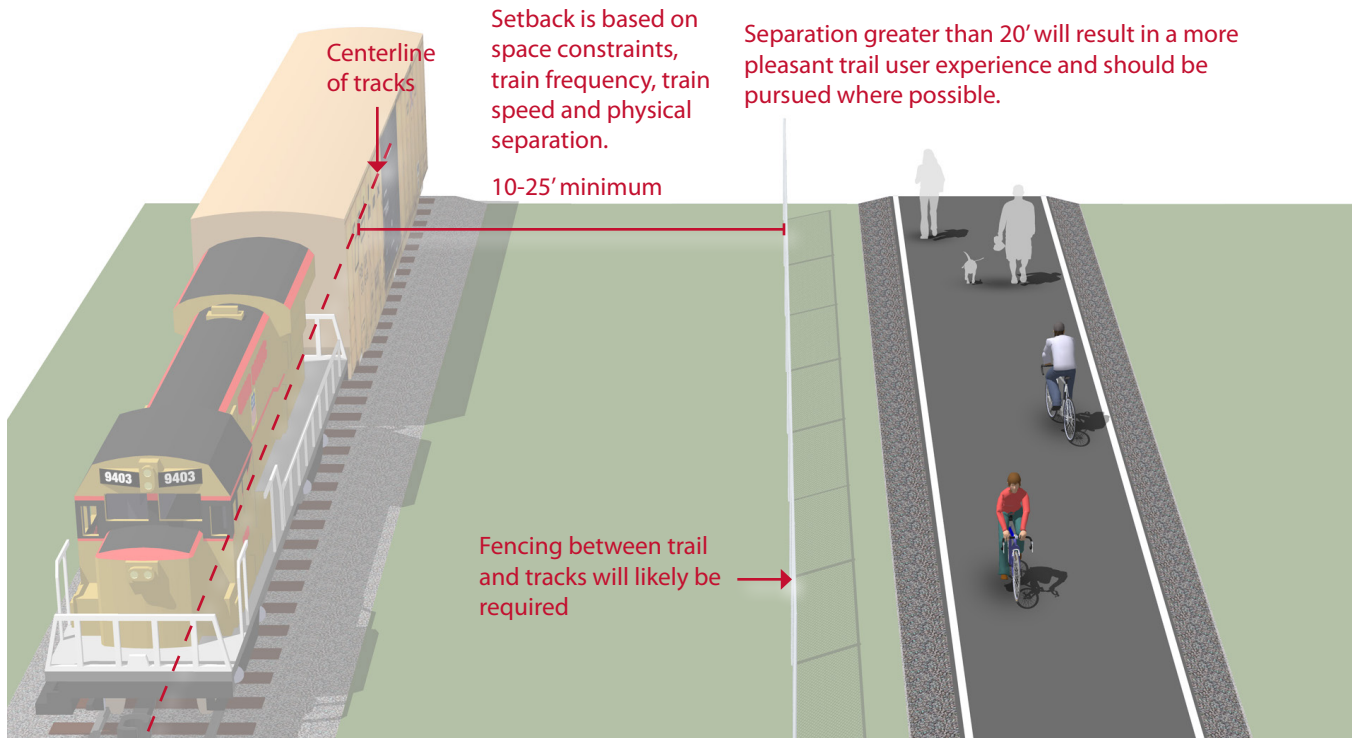 Centerline
of tracks
Setback is based on
space constraints,
train frequency, train
speed and physical
separation.
10-25’ minimum
Separation greater than 20’ will result in a more
pleasant trail user experience and should be
pursued where possible.
9403 9403
Fencing between trail
and tracks will likely be
required